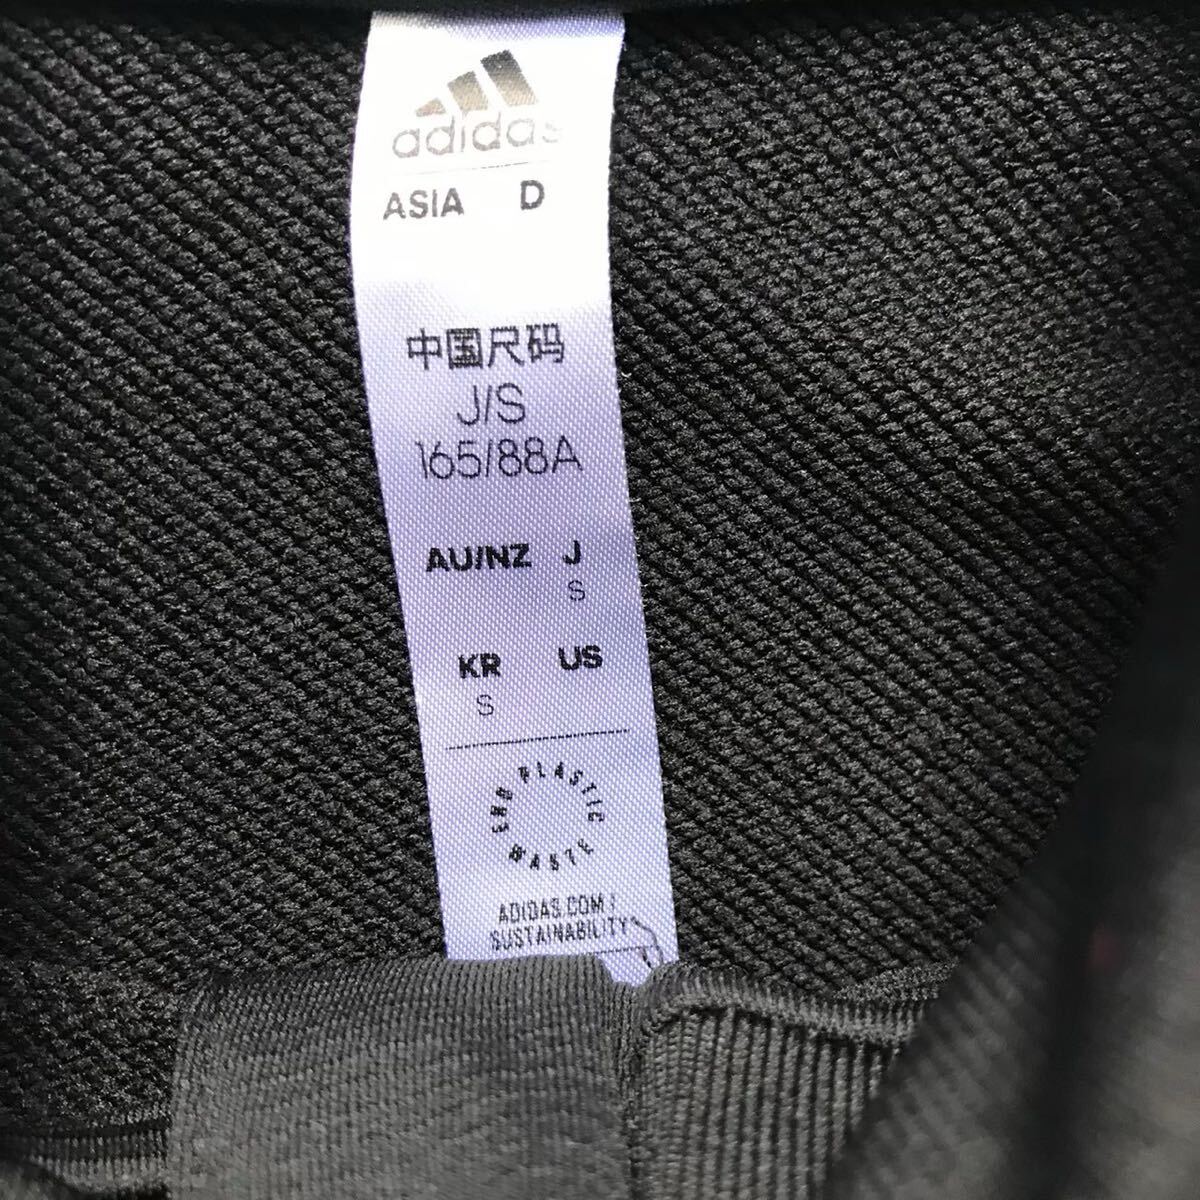 adidas
ASIA D
中国尺码
J/S
165/88A
AU/NZ J
S
KR US
S
END PLASTIC WASTE
ADIDAS.COM/
SUSTAINABILITY